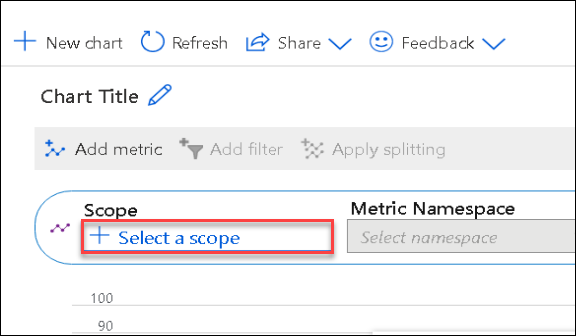 New chart Refresh Share Feedback
Chart Title
Add metric Add filter Apply splitting
Scope Metric Namespace
Select a scope Select namespace
100
90